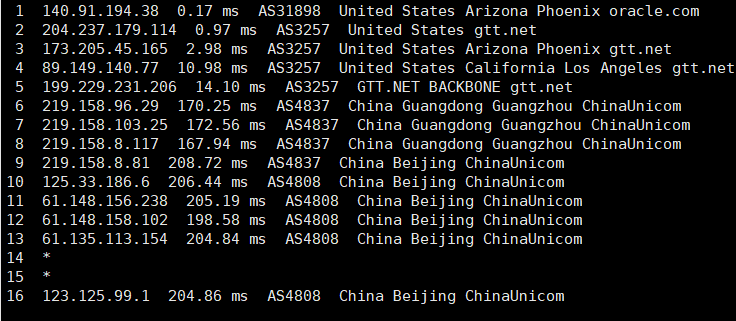 1 140.91.194.38 0.17 ms AS31898 United States Arizona Phoenix oracle.com
2 204.237.179.114 0.97 ms AS3257 United States gtt.net
3 173.205.45.165 2.98 ms AS3257 United States Arizona Phoenix gtt.net
4 89.149.140.77 10.98 ms AS3257 United States California Los Angeles gtt.net
5 199.229.231.206 14.10 ms AS3257 GTT.NET BACKBONE gtt.net
6 219.158.96.29 170.25 ms AS4837 China Guangdong Guangzhou ChinaUnicom
7 219.158.103.25 172.56 ms AS4837 China Guangdong Guangzhou ChinaUnicom
8 219.158.8.117 167.94 ms AS4837 China Guangdong Guangzhou ChinaUnicom
9 219.158.8.81 208.72 ms AS4837 China Beijing ChinaUnicom
10 125.33.186.6 206.44 ms AS4808 China Beijing ChinaUnicom
11 61.148.156.238 205.19 ms AS4808 China Beijing ChinaUnicom
12 61.148.158.102 198.58 ms AS4808 China Beijing ChinaUnicom
13 61.135.113.154 204.84 ms AS4808 China Beijing ChinaUnicom
14 *
15 *
16 123.125.99.1 204.86 ms AS4808 China Beijing ChinaUnicom